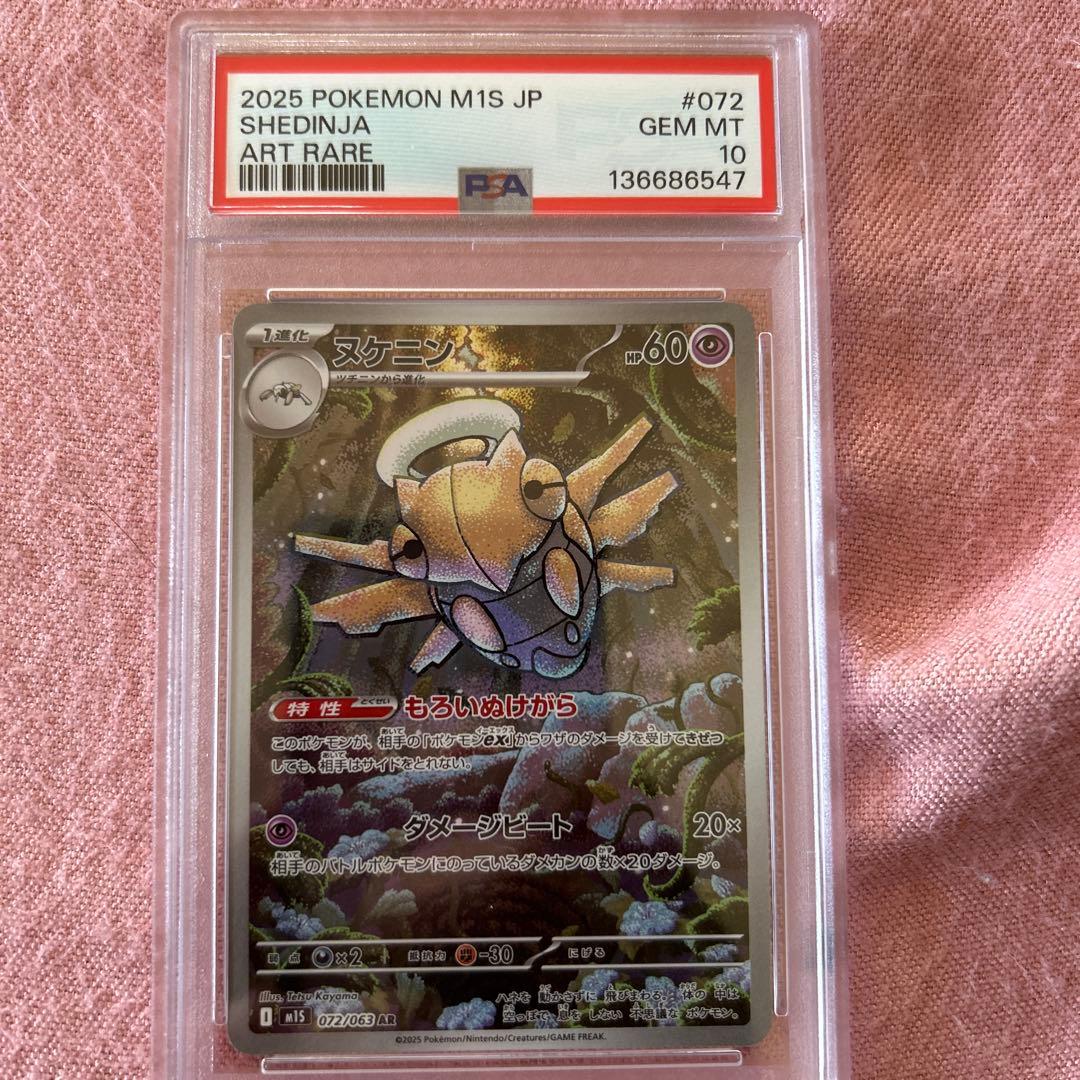 2025 POKEMON M1S JP #072
SHEDINJA GEM MT
ART RARE 10
PSA 136686547
1進化 ヌケニン HP60
ツチニンから進化
特性 とくせい もろいぬけがら
このポケモンが、相手の「ポケモンex」からワザのダメージを受けてきぜつ
しても、相手はサイドをとれない。
ダメージビート 20×
相手のバトルポケモンにのっているダメカンの数×20ダメージ。
弱点 ×2 抵抗力 -30 にげる
Illus. Tetsu Kayama
ハネを動かさずに飛びまわる。体の中は
空っぽで息をしない不思議なポケモン。
I M1S 072/063 AR
©2025 Pokémon/Nintendo/Creatures/GAME FREAK.